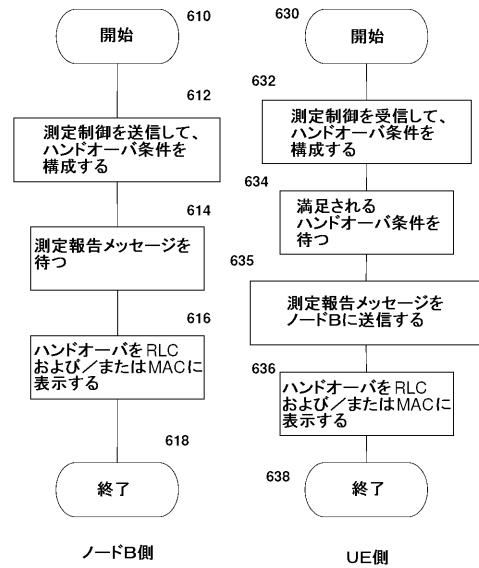 610
開始
612
測定制御を送信して、
ハンドオーバ条件を
構成する
614
測定報告メッセージを
待つ
616
ハンドオーバをRLC
および／またはMACに
表示する
618
終了
ノードB側
630
開始
632
測定制御を受信して、
ハンドオーバ条件を
構成する
634
満足される
ハンドオーバ条件を
待つ
635
測定報告メッセージを
ノードBに送信する
636
ハンドオーバをRLC
および／またはMACに
表示する
638
終了
UE側